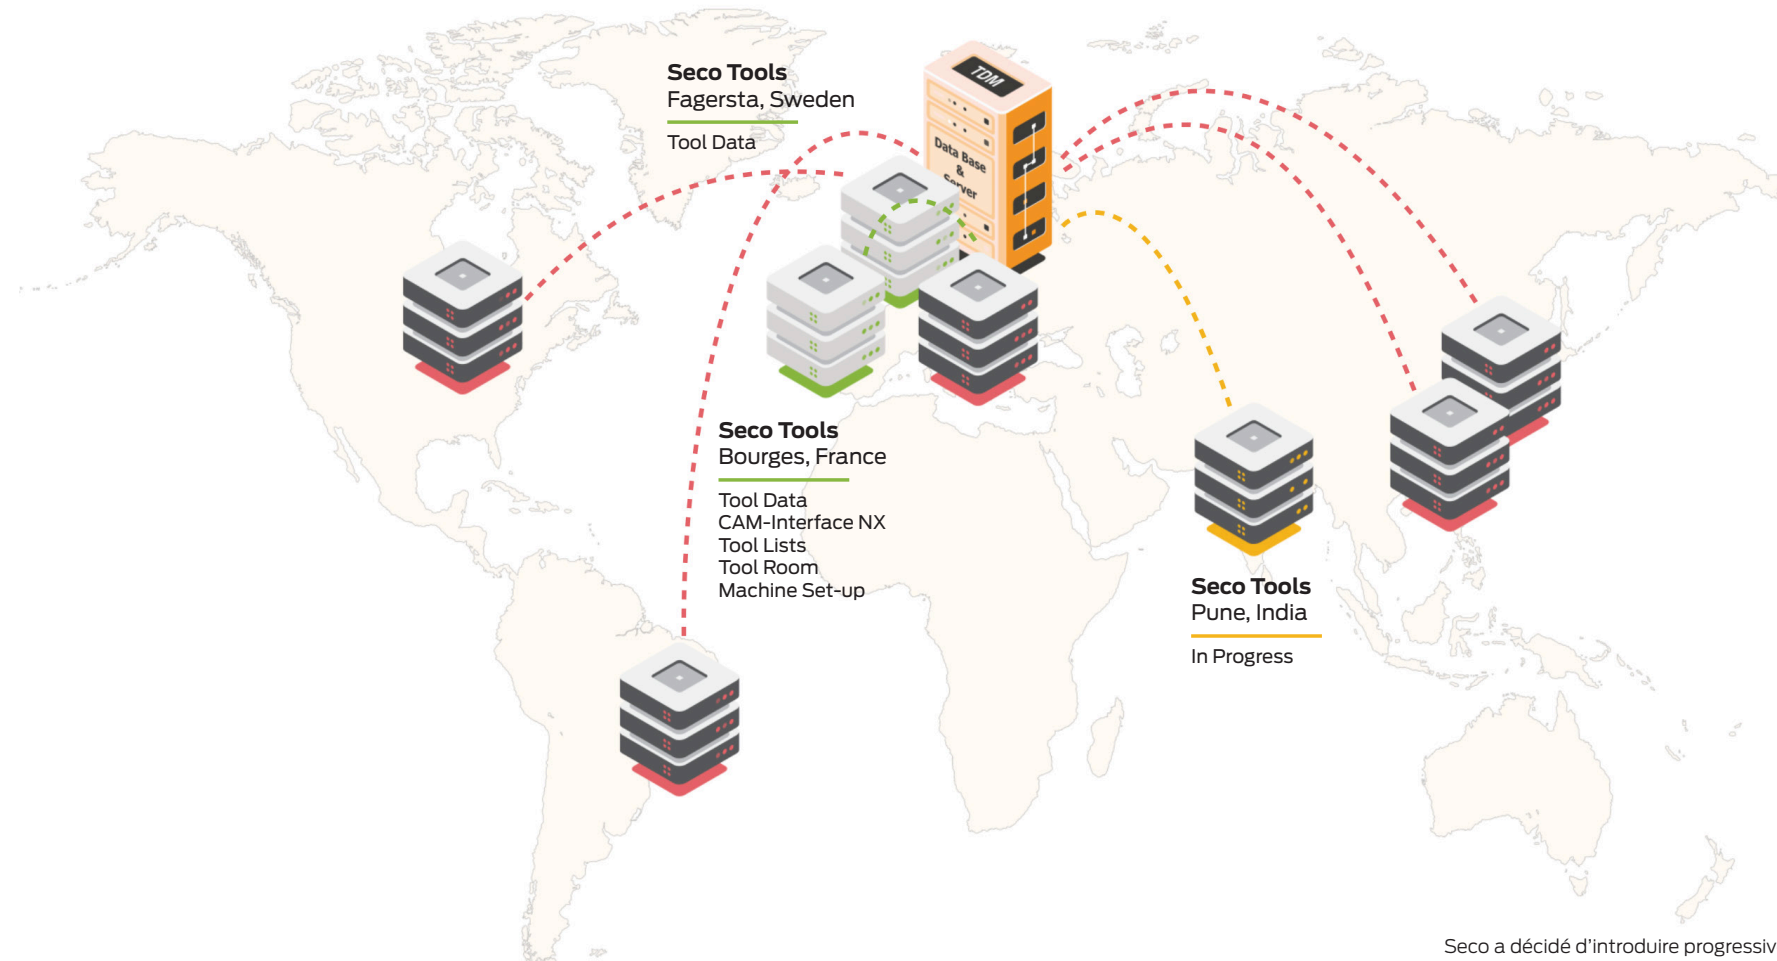 Seco Tools
Fagersta, Sweden
Tool Data
TDM
Data Base
&
Server
Seco Tools
Bourges, France
Tool Data
CAM-Interface NX
Tool Lists
Tool Room
Machine Set-up
Seco Tools
Pune, India
In Progress
Seco a décidé d’introduire progressiv